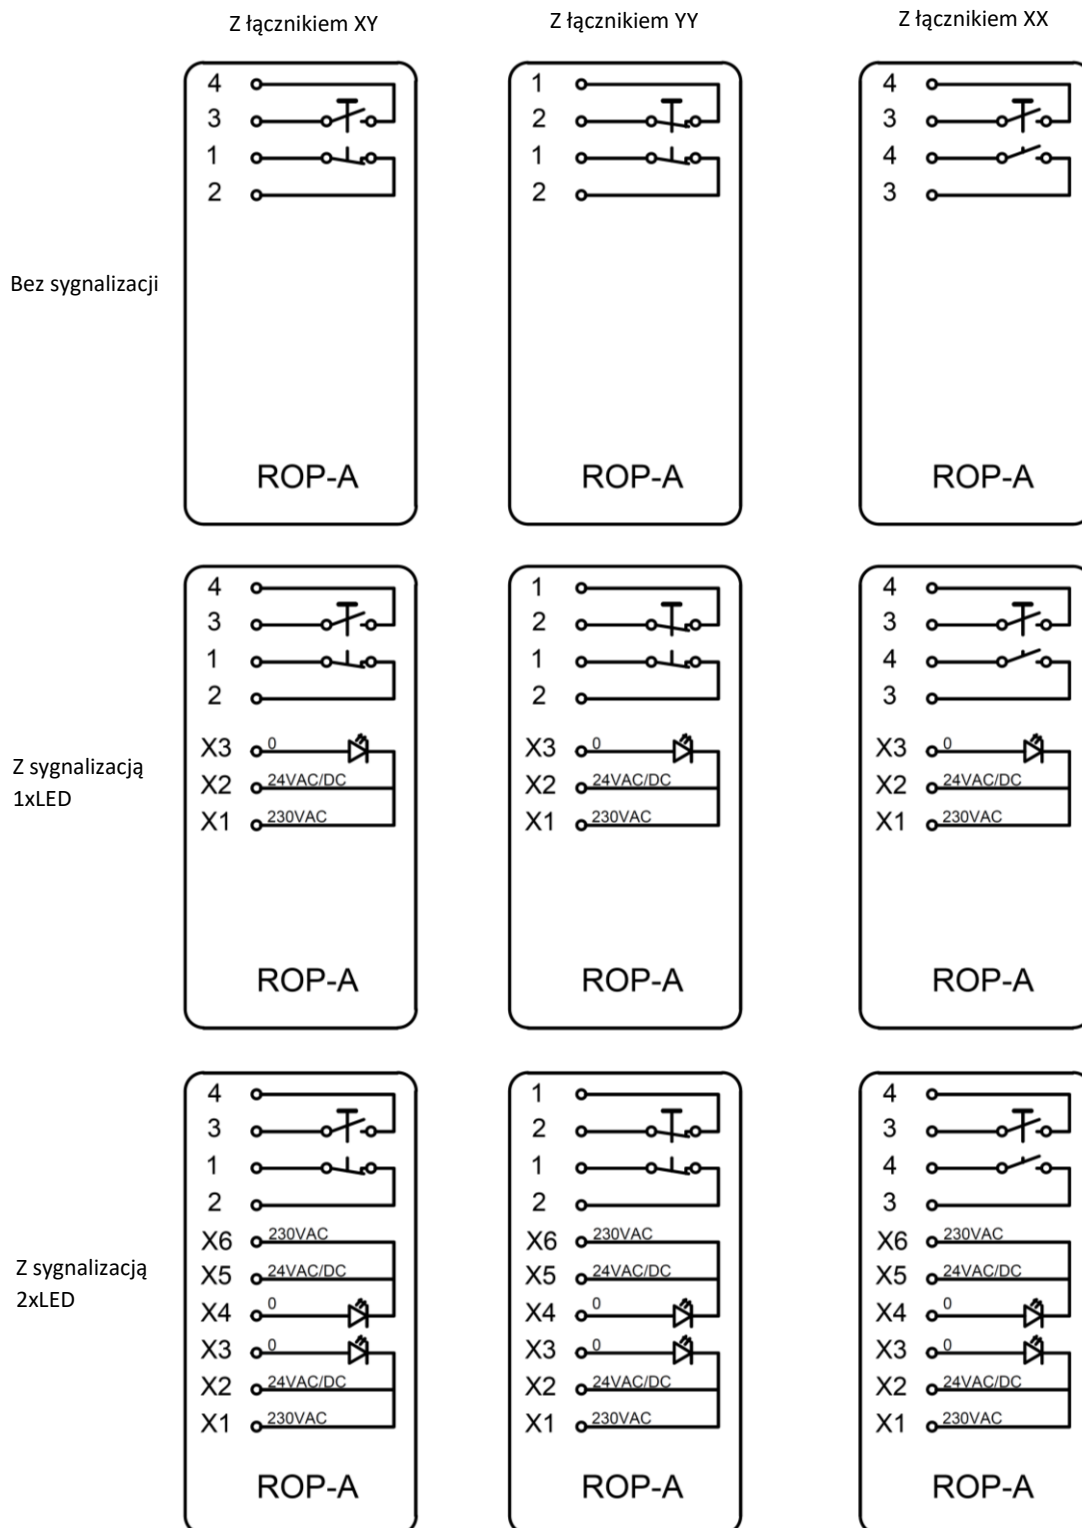 Z łącznikiem XY Z łącznikiem YY Z łącznikiem XX
4 1 4
3 2 3
1 1 4
2 2 3
Bez sygnalizacji
ROP-A ROP-A ROP-A
4 1 4
3 2 3
1 1 4
2 2 3
X3 0 X3 0 X3 0
Z sygnalizacją
X2 24VAC/DC X2 24VAC/DC X2 24VAC/DC
1xLED
X1 230VAC X1 230VAC X1 230VAC
ROP-A ROP-A ROP-A
4 1 4
3 2 3
1 1 4
2 2 3
X6 230VAC X6 230VAC X6 230VAC
Z sygnalizacją
X5 24VAC/DC X5 24VAC/DC X5 24VAC/DC
2xLED
X4 0 X4 0 X4 0
X3 0 X3 0 X3 0
X2 24VAC/DC X2 24VAC/DC X2 24VAC/DC
X1 230VAC X1 230VAC X1 230VAC
ROP-A ROP-A ROP-A